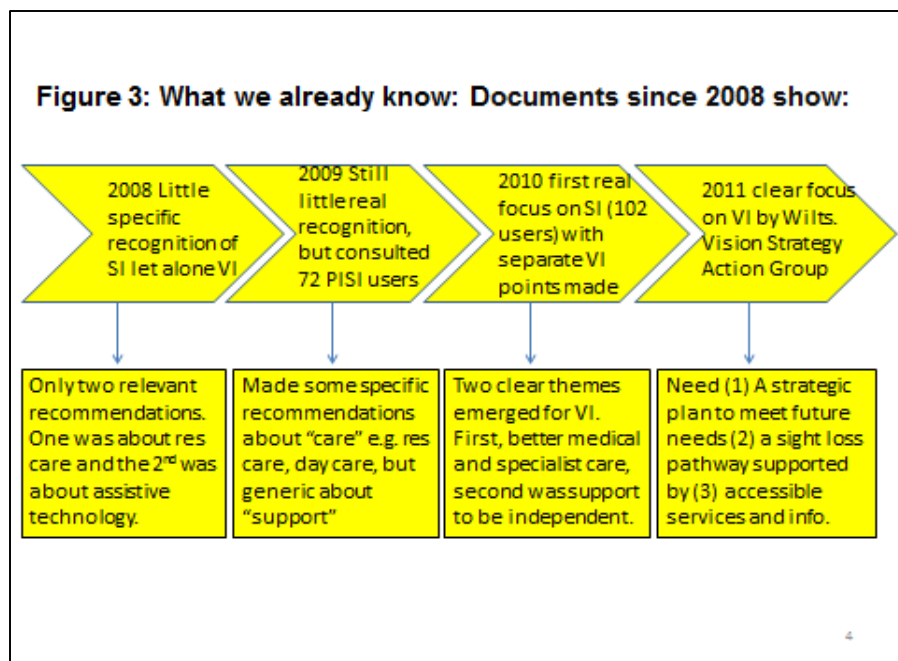 Figure 3: What we already know: Documents since 2008 show:
2008 Little
specific
recognition of
SI let alone VI
2009 Still
little real
recognition,
but consulted
72 PISI users
2010 first real
focus on SI (102
users) with
separate VI
points made
2011 clear focus
on VI by Wilts.
Vision Strategy
Action Group
Only two relevant
recommendations.
One was about res
care and the 2nd was
about assistive
technology.
Made some specific
recommendations
about “care” e.g. res
care, day care, but
generic about
“support”
Two clear themes
emerged for VI.
First, better medical
and specialist care,
second was support
to be independent.
Need (1) A strategic
plan to meet future
needs (2) a sight loss
pathway supported
by (3) accessible
services and info.
4